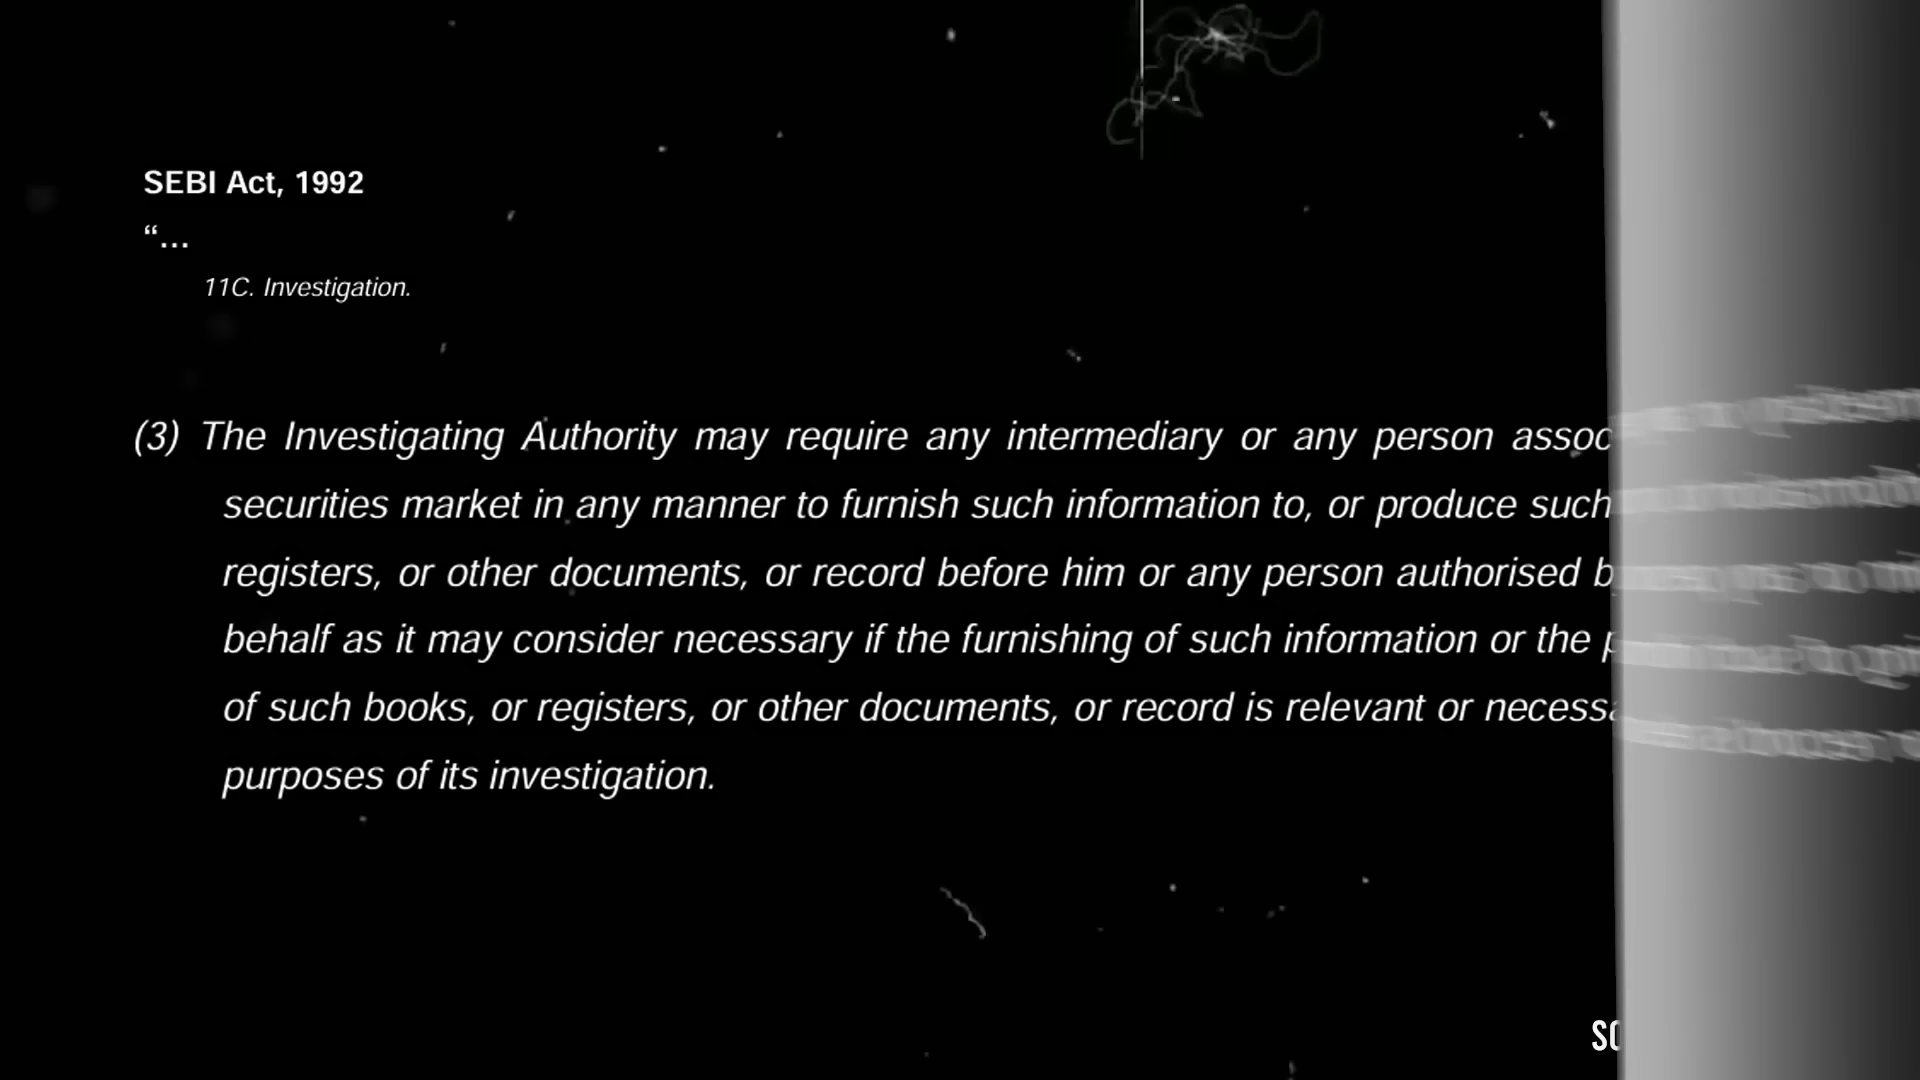 SEBI Act, 1992
“...
11C. Investigation.
(3) The Investigating Authority may require any intermediary or any person
securities market in any manner to furnish such information to, or produce such
registers, or other documents, or record before him or any person authorised
behalf as it may consider necessary if the furnishing of such information or the
of such books, or registers, or other documents, or record is relevant or
purposes of its investigation.